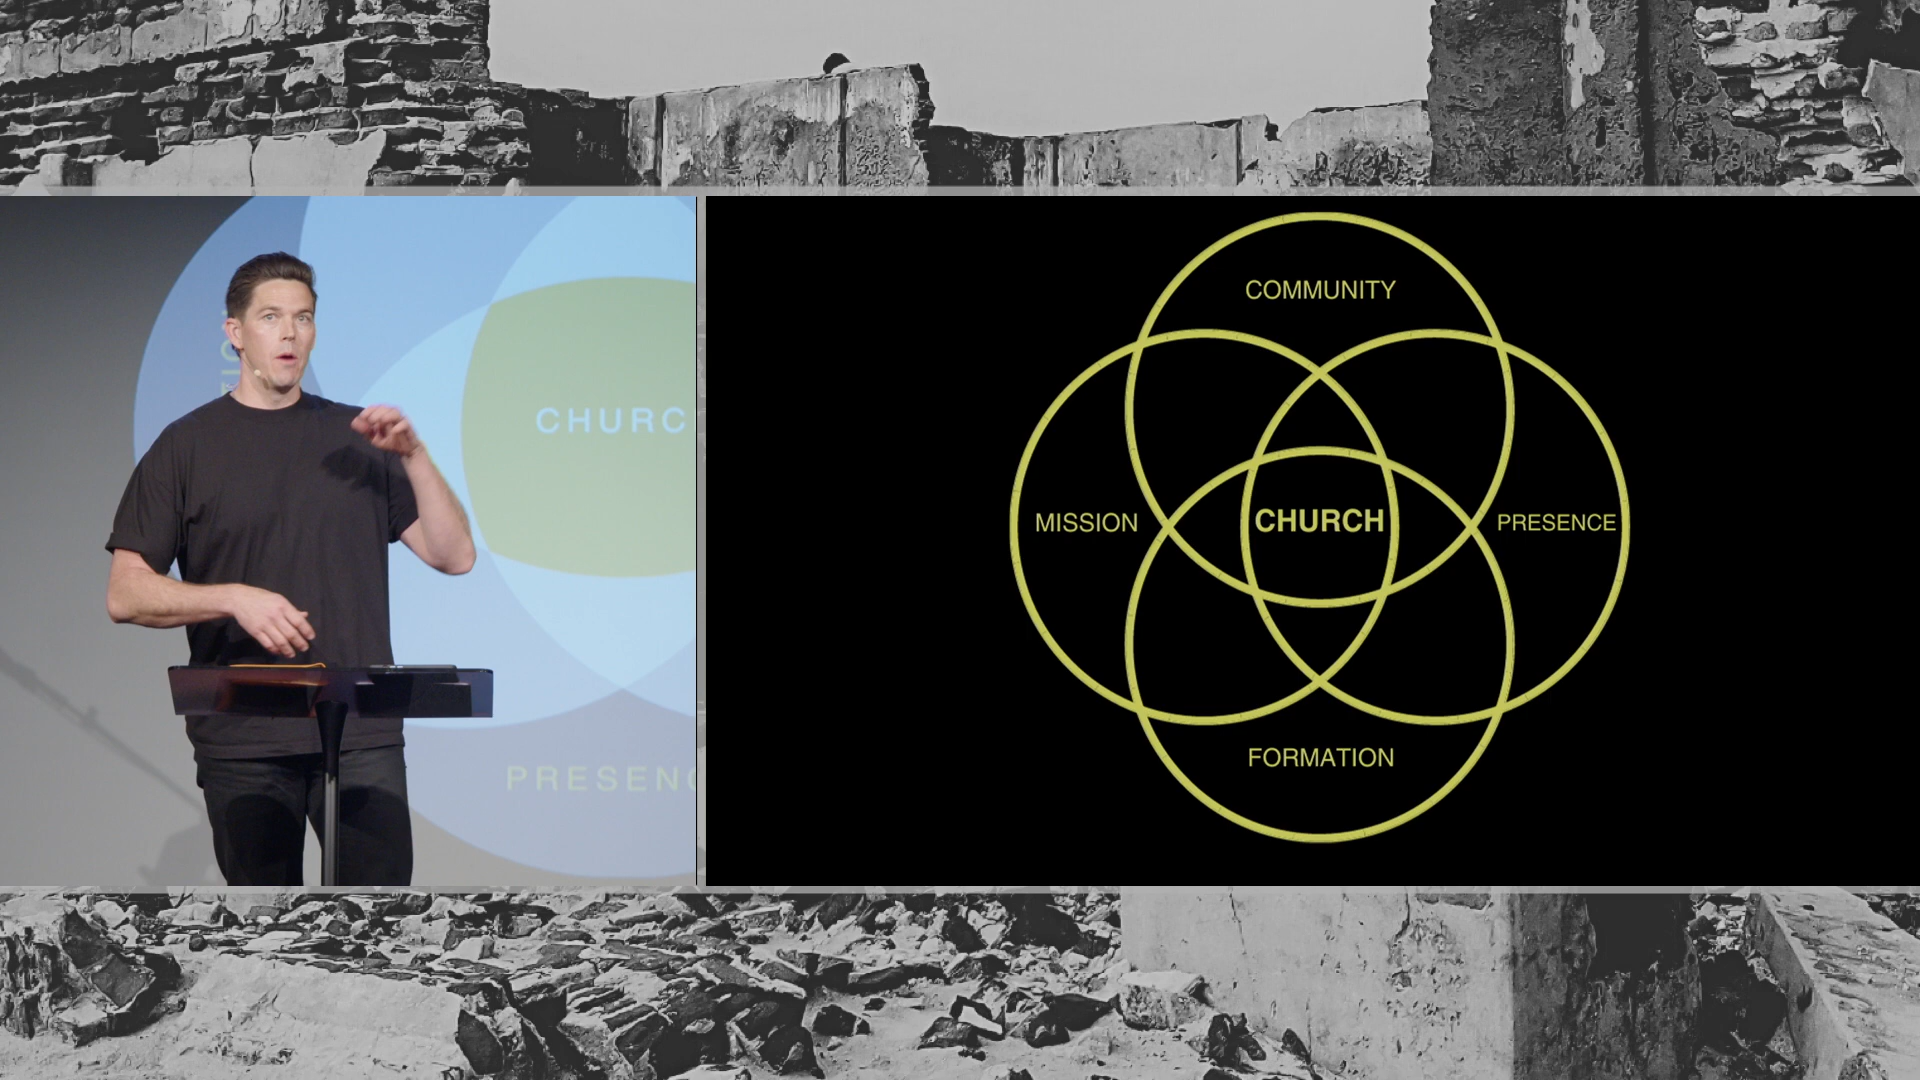 CHURC
PRESENC
COMMUNITY
MISSION
CHURCH
PRESENCE
FORMATION